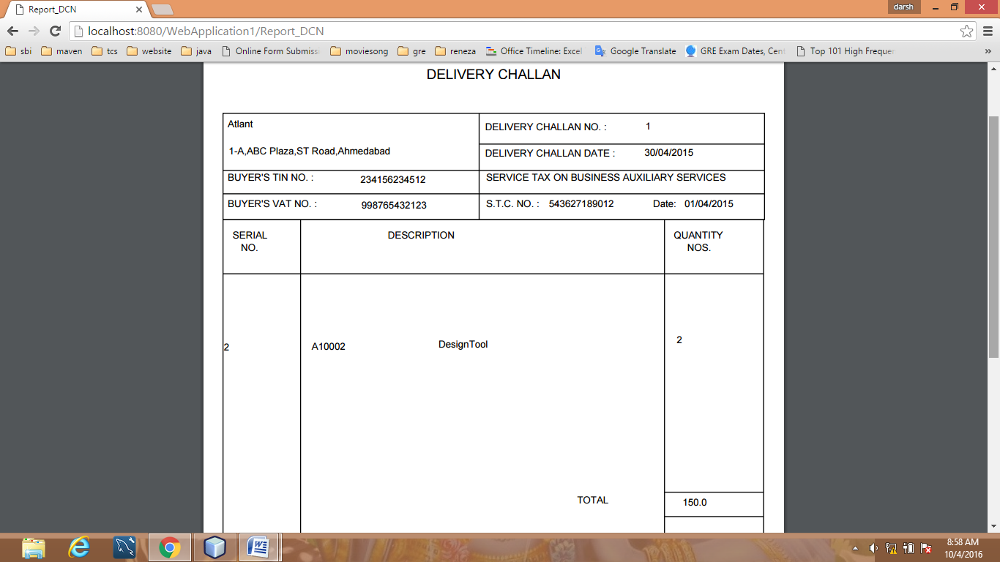 Report_DCN
darsh
localhost:8080/WebApplication1/Report_DCN
sbi maven tcs website java Online Form Submissi moviesong gre reneza Office Timeline: Excel Google Translate GRE Exam Dates, Cent Top 101 High Frequen »
DELIVERY CHALLAN
Atlant
DELIVERY CHALLAN NO. : 1
1-A,ABC Plaza,ST Road,Ahmedabad
DELIVERY CHALLAN DATE : 30/04/2015
BUYER'S TIN NO. : 234156234512
SERVICE TAX ON BUSINESS AUXILIARY SERVICES
BUYER'S VAT NO. : 998765432123
S.T.C. NO. : 543627189012 Date: 01/04/2015
SERIAL
NO.
DESCRIPTION
QUANTITY
NOS.
2 A10002 DesignTool 2
TOTAL 150.0
8:58 AM
10/4/2016